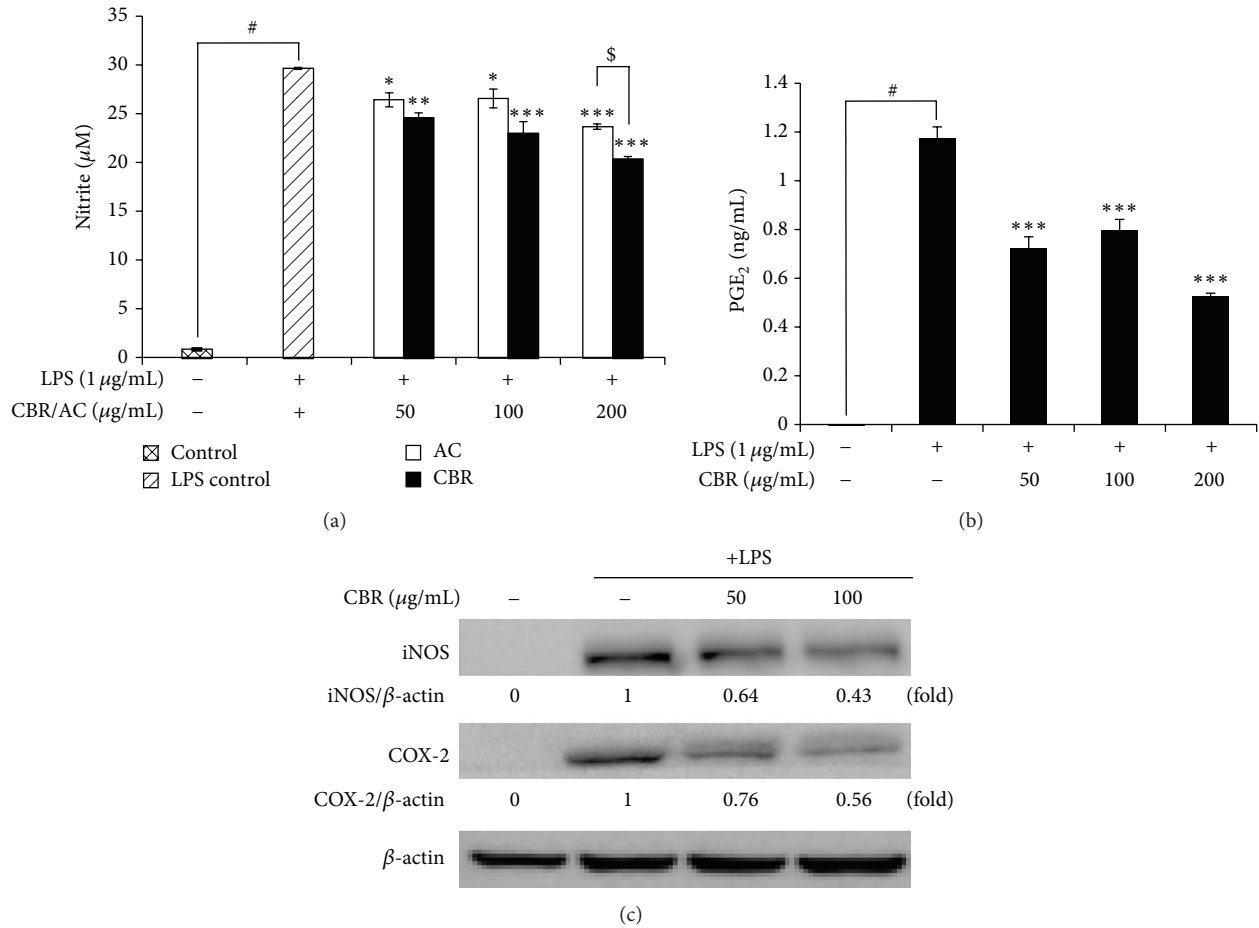 35
30
25
20
15
10
5
0
Nitrite (μM)
#
*
**
*
***
***
$
***
LPS (1 μg/mL) − + + + +
CBR/AC (μg/mL) − + 50 100 200
Control
LPS control
AC
CBR
(a)
1.4
1.2
1
0.8
0.6
0.4
0.2
0
PGE₂ (ng/mL)
#
***
***
***
LPS (1 μg/mL) − + + + +
CBR (μg/mL) − − 50 100 200
(b)
+LPS
CBR (μg/mL) − − 50 100
iNOS
iNOS/β-actin 0 1 0.64 0.43 (fold)
COX-2
COX-2/β-actin 0 1 0.76 0.56 (fold)
β-actin
(c)